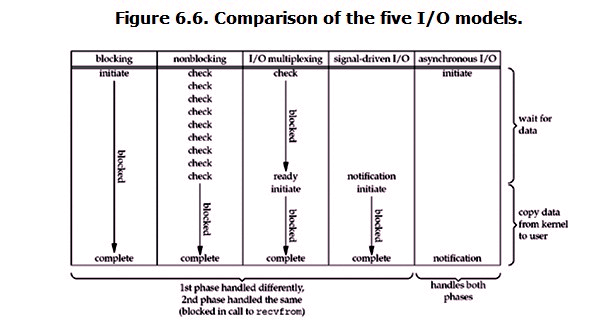 Figure 6.6. Comparison of the five I/O models.
blocking nonblocking I/O multiplexing signal-driven I/O asynchronous I/O
initiate check check initiate
check
check
check
check
check
check
check
check ready notification
initiate initiate
blocked
blocked
blocked
blocked
blocked
complete complete complete complete notification
wait for
data
copy data
from kernel
to user
1st phase handled differently,
2nd phase handled the same
(blocked in call to recvfrom)
handles both
phases